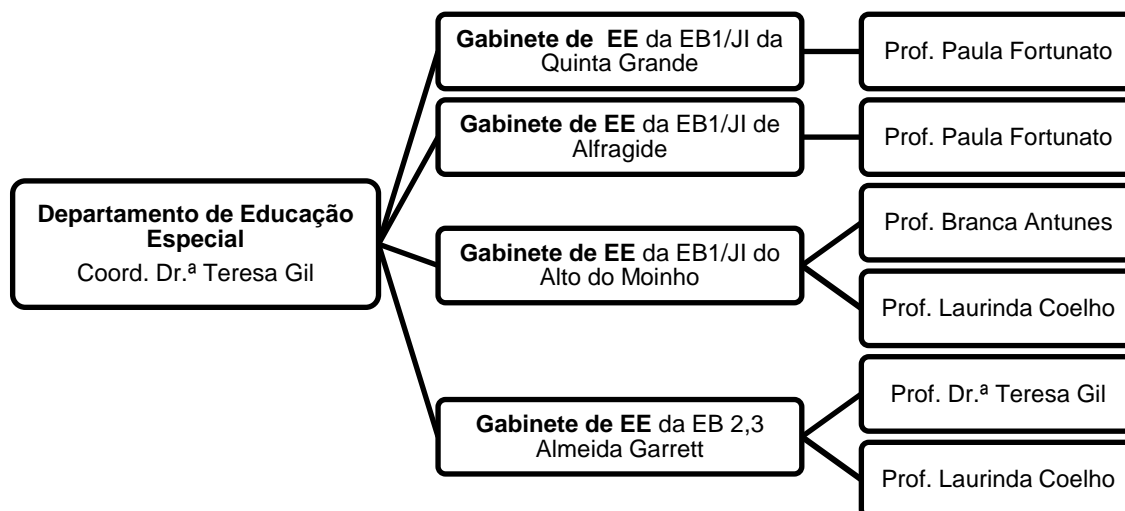 Departamento de Educação
Especial
Coord. Dr.ª Teresa Gil
Gabinete de EE da EB1/JI da
Quinta Grande
Prof. Paula Fortunato
Gabinete de EE da EB1/JI de
Alfragide
Prof. Paula Fortunato
Gabinete de EE da EB1/JI do
Alto do Moinho
Prof. Branca Antunes
Prof. Laurinda Coelho
Gabinete de EE da EB 2,3
Almeida Garrett
Prof. Dr.ª Teresa Gil
Prof. Laurinda Coelho